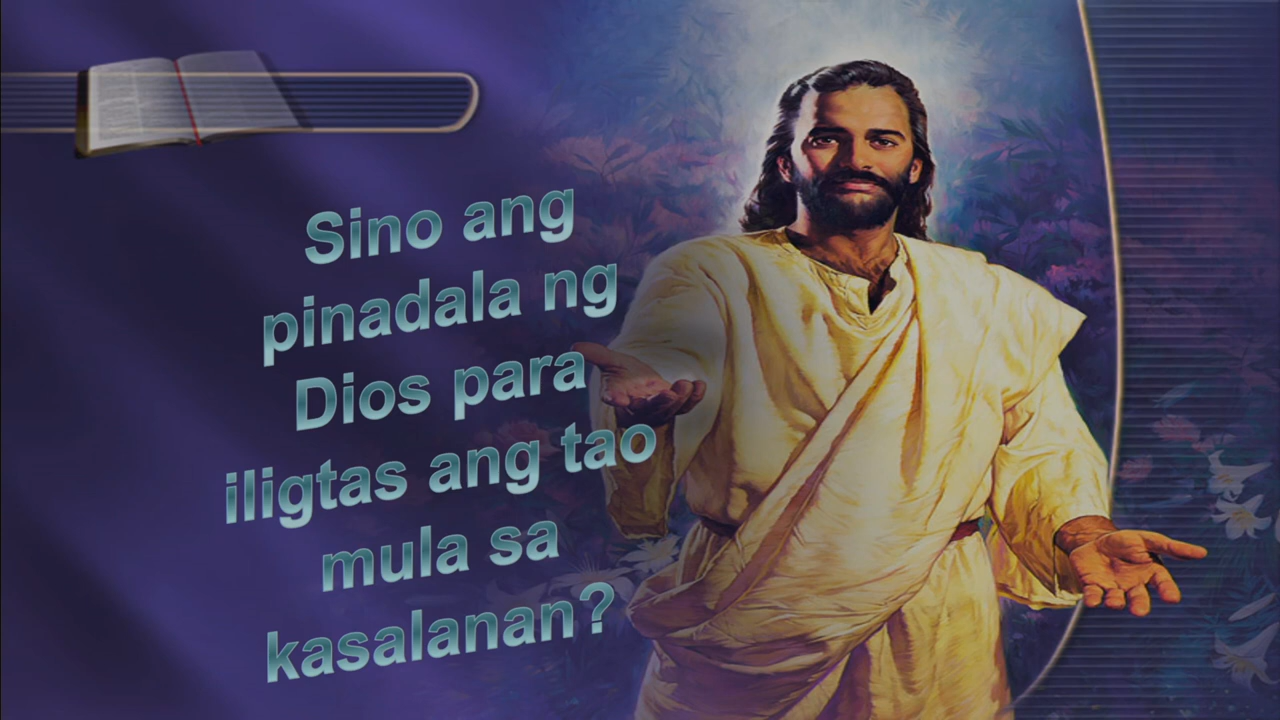 Sino ang
pinadala ng
Dios para
iligtas ang tao
mula sa
kasalanan?